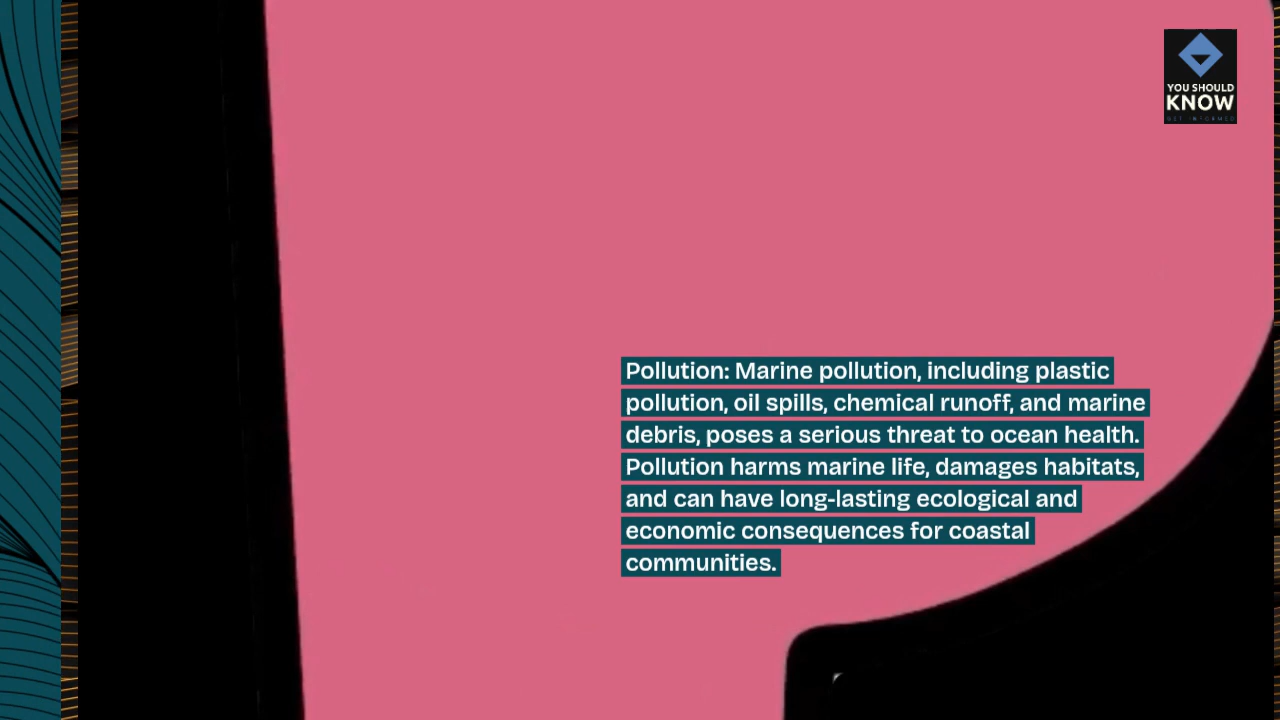 YOU SHOULD
KNOW
GET INFORMED
Pollution: Marine pollution, including plastic
pollution, oil spills, chemical runoff, and marine
debris, poses a serious threat to ocean health.
Pollution harms marine life, damages habitats,
and can have long-lasting ecological and
economic consequences for coastal
communities.